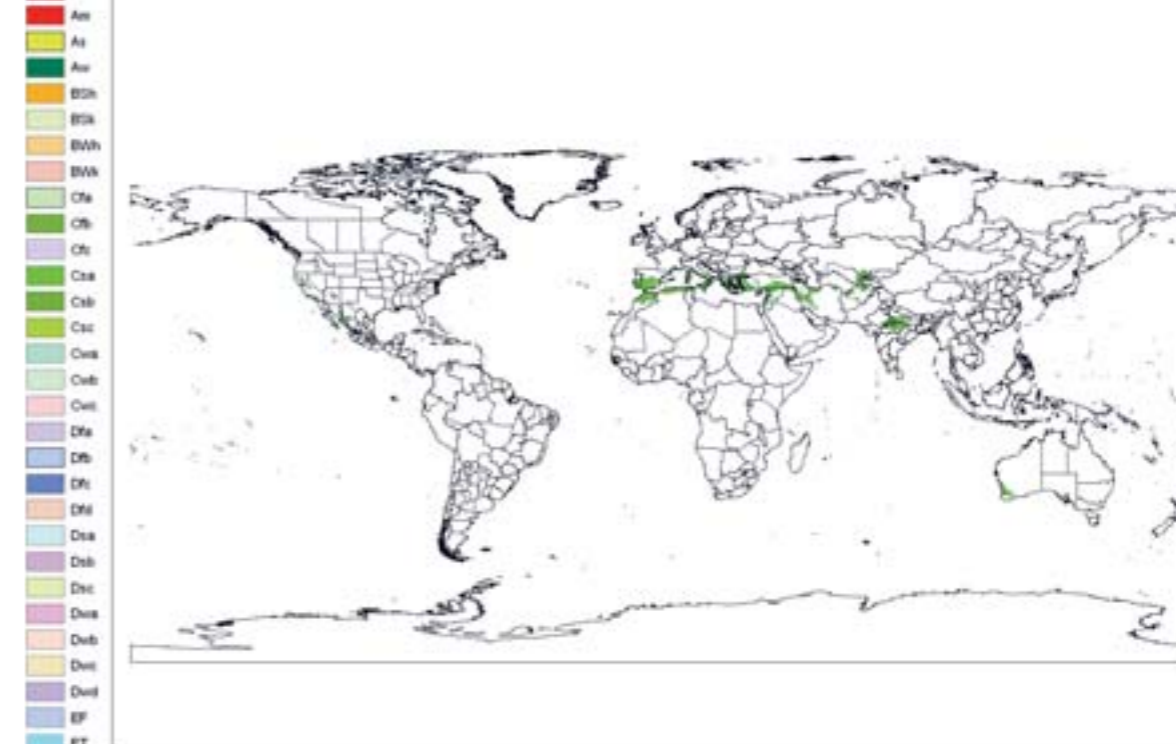 Am
As
Aw
BSh
BSk
BWh
BWk
Cfa
Cfb
Cfc
Csa
Csb
Csc
Cwa
Cwb
Cwc
Dfa
Dfb
Dfc
Dfd
Dsa
Dsb
Dsc
Dwa
Dwb
Dwc
Dwd
EF
ET